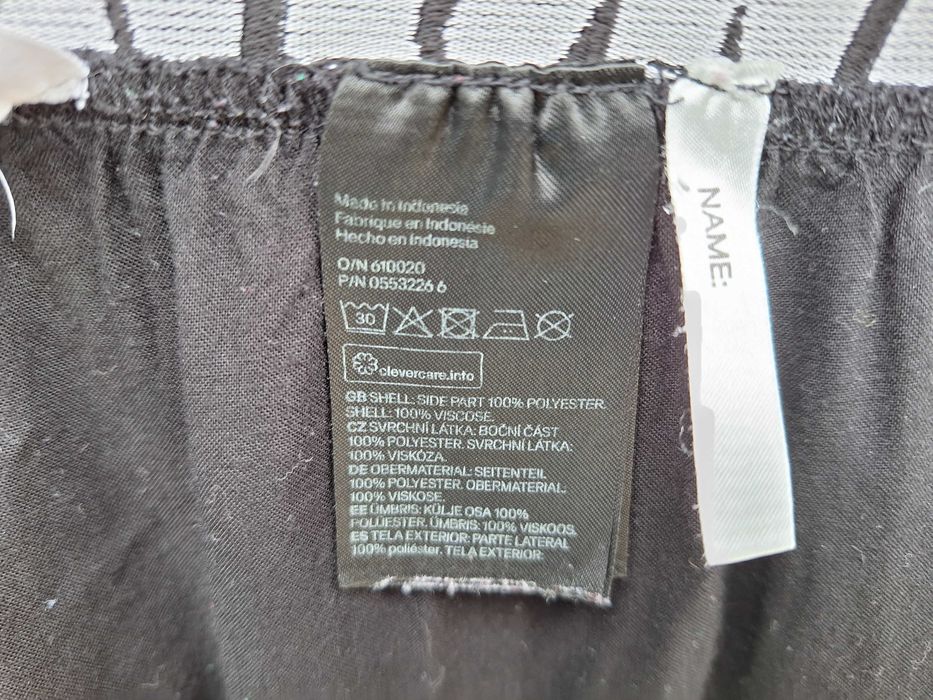 Made in Indonesia
Fabriqué en Indonésie
Hecho en Indonesia
O/N 610020
P/N 0553226 6
30
clevercare.info
GB SHELL: SIDE PART 100% POLYESTER.
SHELL: 100% VISCOSE.
CZ SVRCHNÍ LÁTKA: BOČNÍ ČÁST
100% POLYESTER. SVRCHNÍ LÁTKA:
100% VISKÓZA.
DE OBERMATERIAL: SEITENTEIL
100% POLYESTER. OBERMATERIAL:
100% VISKOSE.
EE ÜMBRIS: KÜLJE OSA 100%
POLÜESTER. ÜMBRIS: 100% VISKOOS.
ES TELA EXTERIOR: PARTE LATERAL
100% poliéster. TELA EXTERIOR:
NAME: